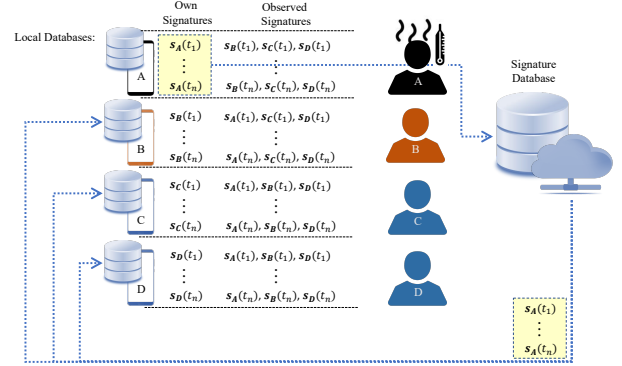 Own Signatures
Observed Signatures
Local Databases:
s_A(t_1) s_B(t_1), s_C(t_1), s_D(t_1)
⋮ ⋮
s_A(t_n) s_B(t_n), s_C(t_n), s_D(t_n)
A
A
s_B(t_1) s_A(t_1), s_C(t_1), s_D(t_1)
⋮ ⋮
s_B(t_n) s_A(t_n), s_C(t_n), s_D(t_n)
B
B
s_C(t_1) s_A(t_1), s_B(t_1), s_D(t_1)
⋮ ⋮
s_C(t_n) s_A(t_n), s_B(t_n), s_D(t_n)
C
C
s_D(t_1) s_A(t_1), s_B(t_1), s_D(t_1)
⋮ ⋮
s_D(t_n) s_A(t_n), s_B(t_n), s_D(t_n)
D
D
Signature
Database
s_A(t_1)
⋮
s_A(t_n)